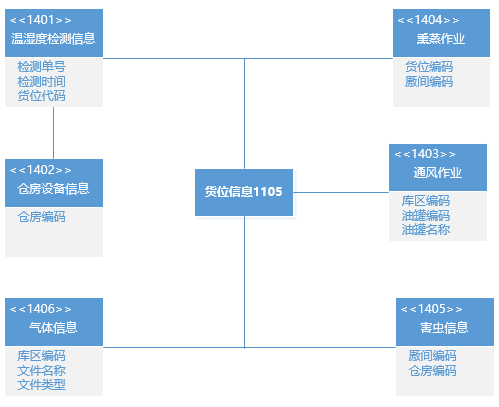 <<1401>>
温湿度检测信息
检测单号
检测时间
货位代码
<<1404>>
薰蒸作业
货位编码
廒间编码
<<1402>>
仓房设备信息
仓房编码
货位信息1105
<<1403>>
通风作业
库区编码
油罐编码
油罐名称
<<1406>>
气体信息
库区编码
文件名称
文件类型
<<1405>>
害虫信息
廒间编码
仓房编码